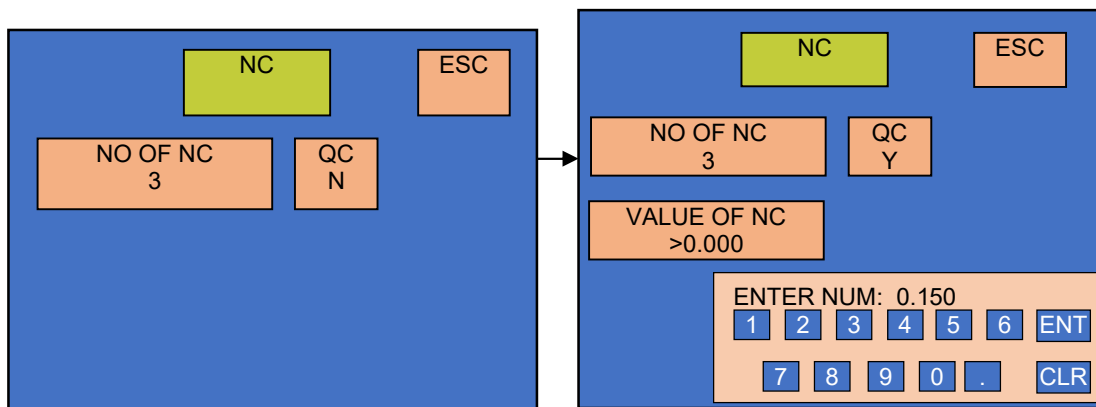 NC
ESC
NO OF NC
3
QC
N
NC
ESC
NO OF NC
3
QC
Y
VALUE OF NC
>0.000
ENTER NUM: 0.150
1 2 3 4 5 6 ENT
7 8 9 0 . CLR